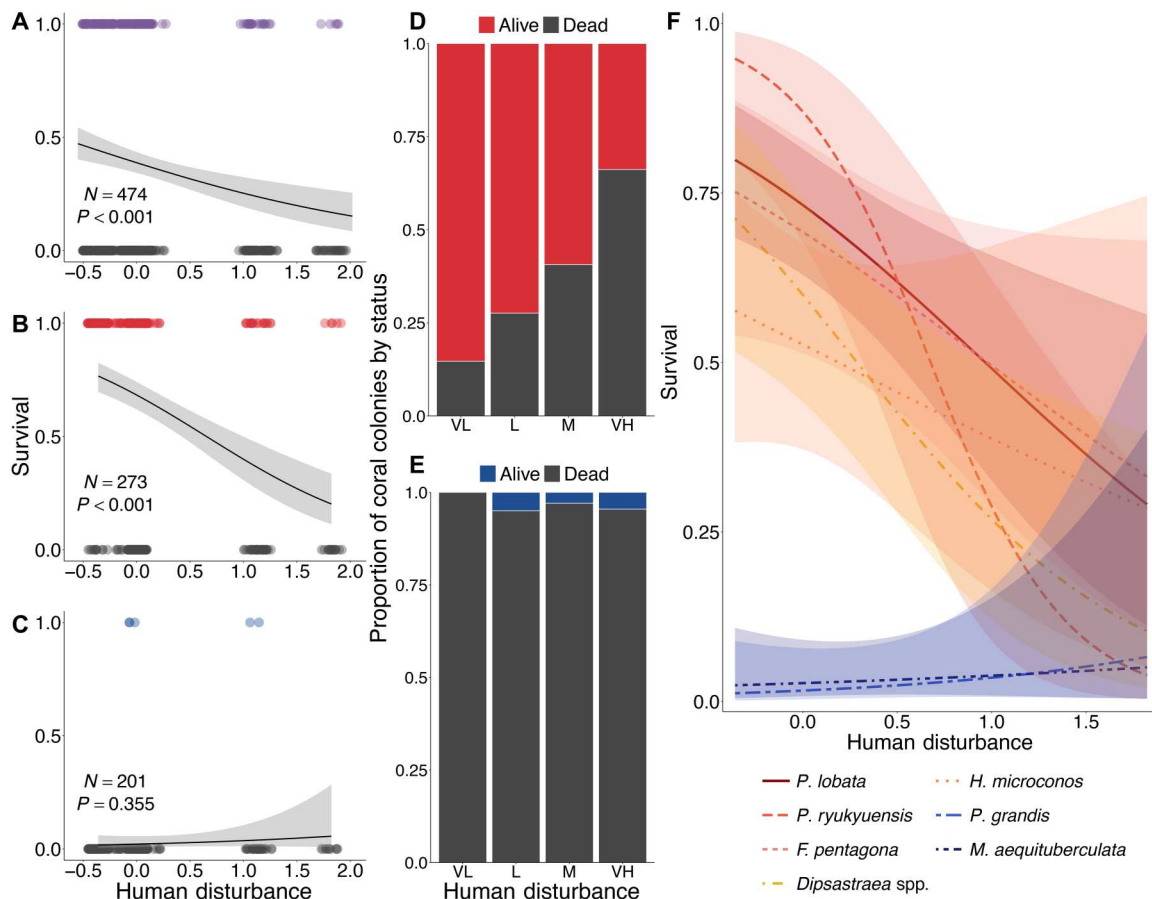 A
1.0
0.5
0.0
N = 474
P < 0.001
−0.5 0.0 0.5 1.0 1.5 2.0
B
1.0
0.5
0.0
Survival
N = 273
P < 0.001
−0.5 0.0 0.5 1.0 1.5 2.0
C
1.0
0.5
0.0
N = 201
P = 0.355
−0.5 0.0 0.5 1.0 1.5 2.0
Human disturbance
D
Alive Dead
1.0
0.75
0.5
0.25
0.0
VL L M VH
Proportion of coral colonies by status
E
Alive Dead
1.0
0.75
0.5
0.25
0.0
VL L M VH
Human disturbance
F
1.0
0.75
0.5
0.25
0.0
Survival
0.0 0.5 1.0 1.5
Human disturbance
P. lobata
P. ryukyuensis
F. pentagona
Dipsastraea spp.
H. microconos
P. grandis
M. aequituberculata